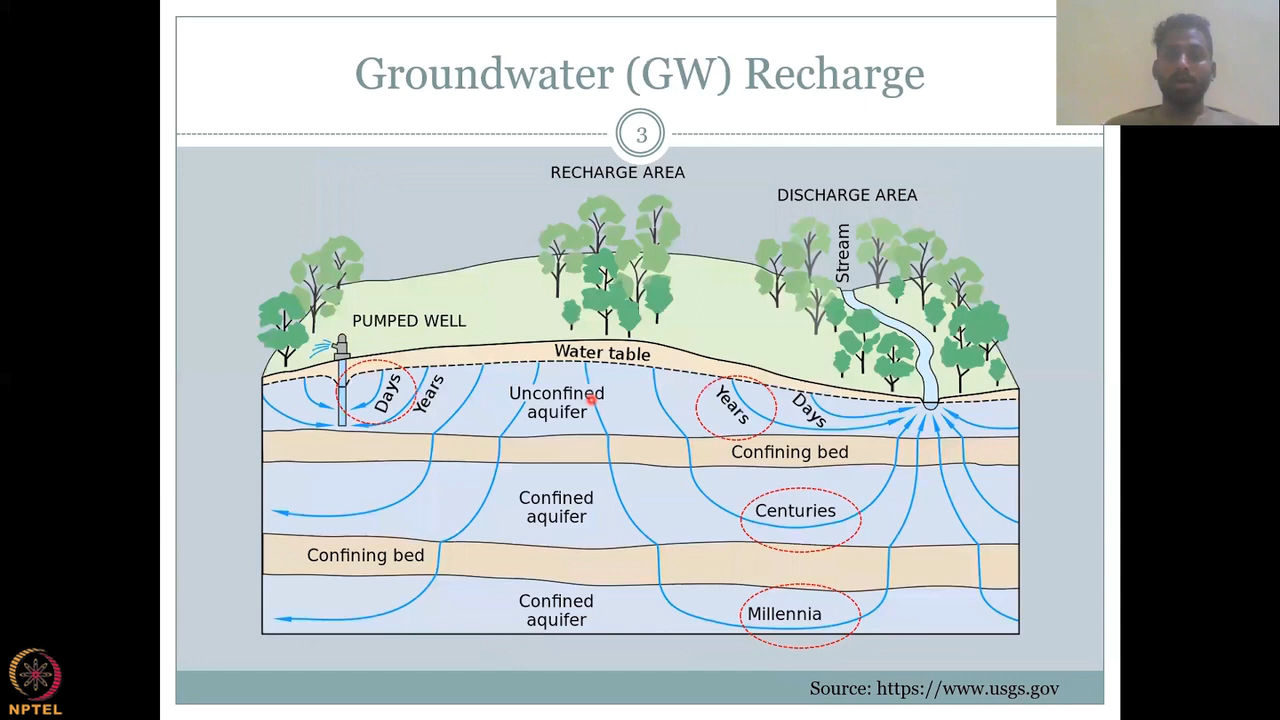 Groundwater (GW) Recharge
3
RECHARGE AREA
DISCHARGE AREA
Stream
PUMPED WELL
Water table
Days
Years
Unconfined
aquifer
Years
Days
Confining bed
Confined
aquifer
Centuries
Confining bed
Confined
aquifer
Millennia
Source: https://www.usgs.gov
NPTEL